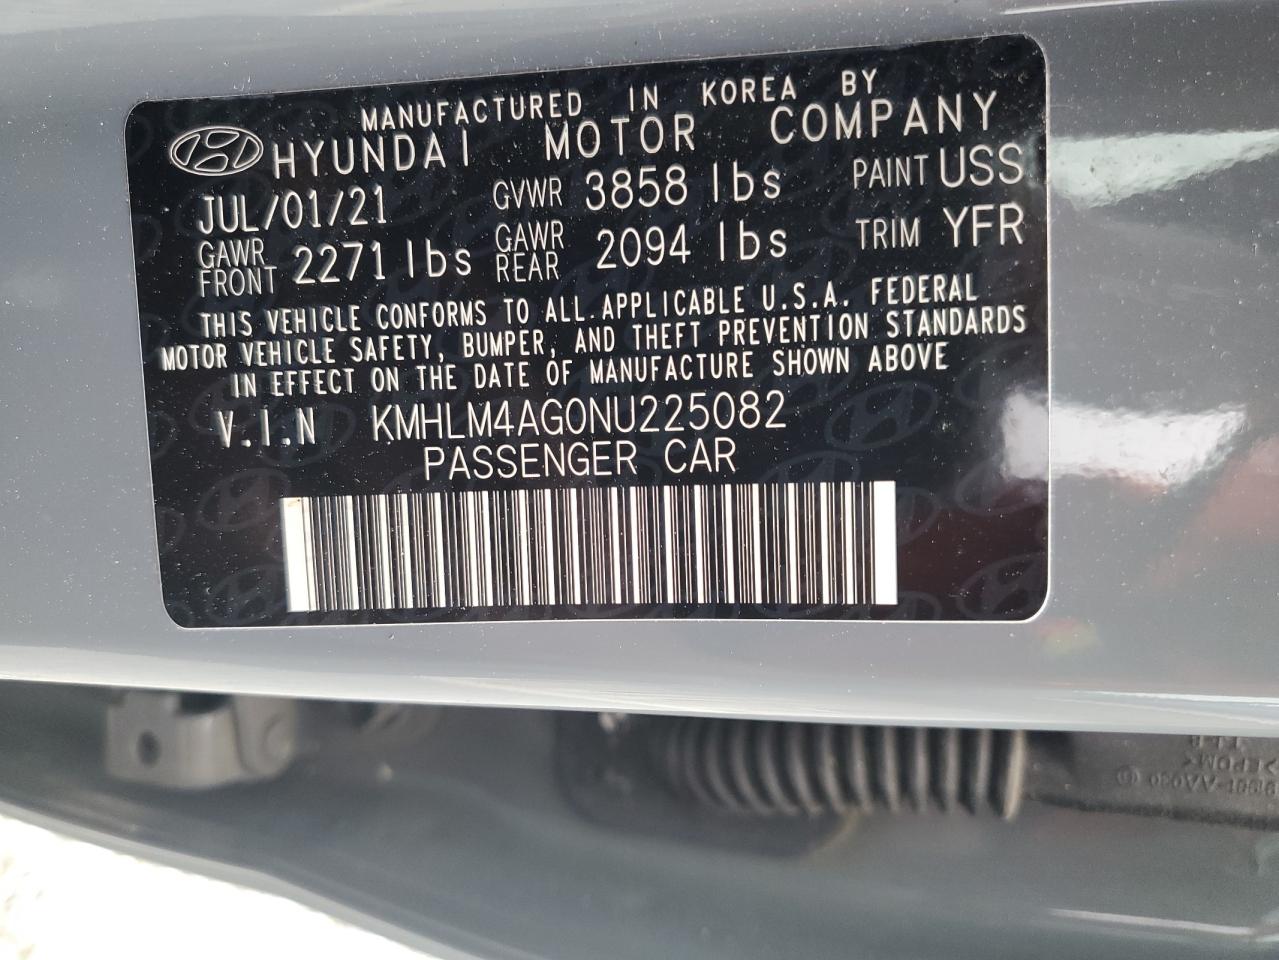 MANUFACTURED IN KOREA BY
HYUNDAI MOTOR COMPANY
JUL/01/21 GVWR 3858 lbs PAINT USS
GAWR FRONT 2271 lbs GAWR REAR 2094 lbs TRIM YFR
THIS VEHICLE CONFORMS TO ALL APPLICABLE U.S.A. FEDERAL
MOTOR VEHICLE SAFETY, BUMPER, AND THEFT PREVENTION STANDARDS
IN EFFECT ON THE DATE OF MANUFACTURE SHOWN ABOVE
V.I.N KMHLM4AG0NU225082
PASSENGER CAR
>EPDM<